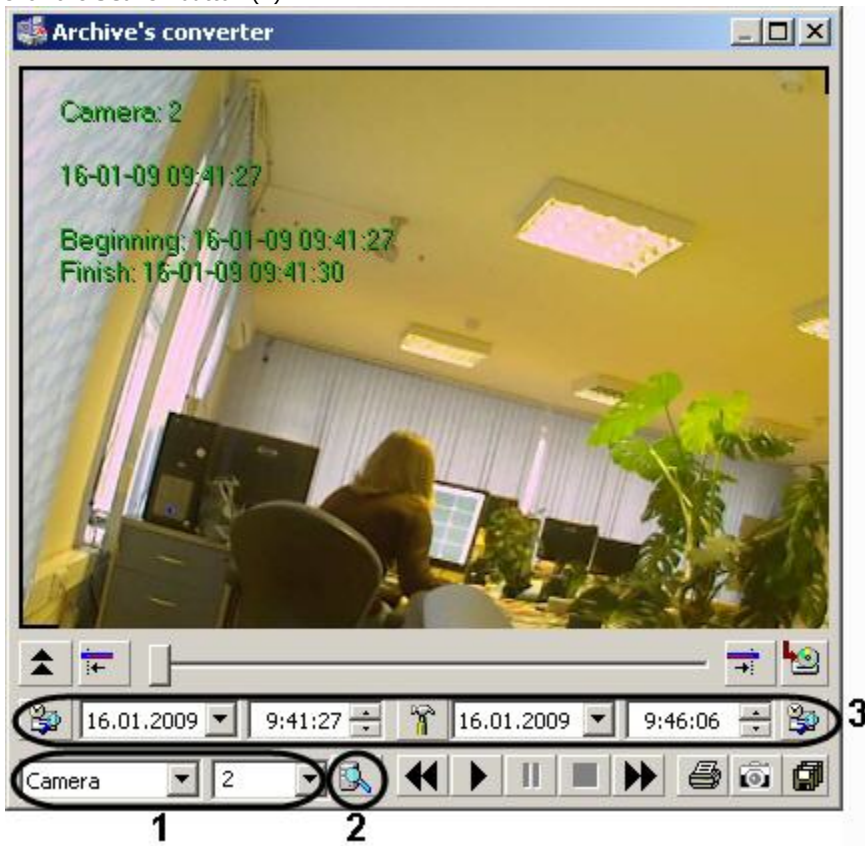 Archive's converter
Camera: 2
16-01-09 09:41:27
Beginning: 16-01-09 09:41:27
Finish: 16-01-09 09:41:30
16.01.2009 9:41:27 16.01.2009 9:46:06 3
Camera 2
1 2